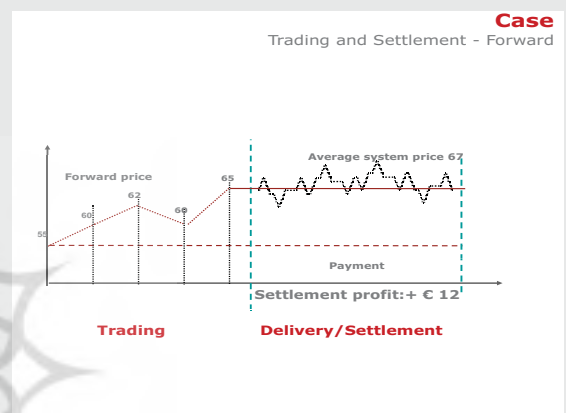 Case
Trading and Settlement - Forward
Average system price 67
Forward price
65
62
60
60
55
Payment
Settlement profit:+ € 12
Trading
Delivery/Settlement